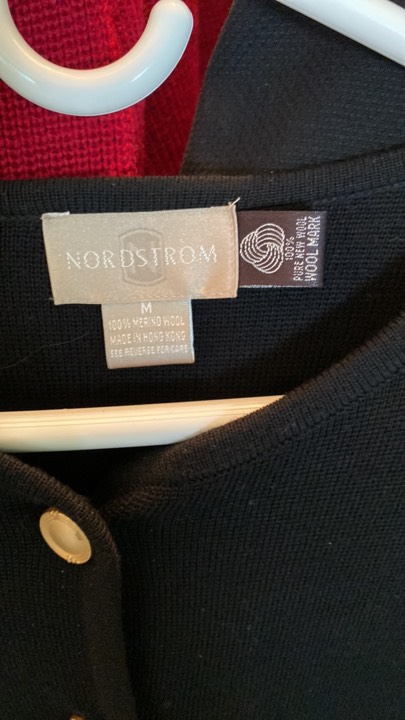 NORDSTROM
M
100% MERINO WOOL
MADE IN HONG KONG
SEE REVERSE FOR CARE
100%
PURE NEW WOOL
WOOL MARK